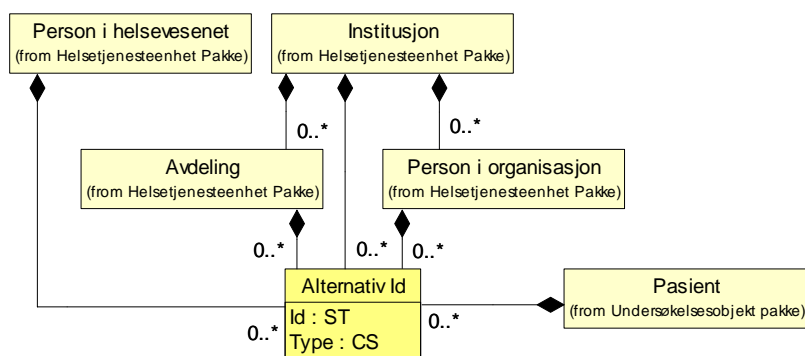 Person i helsevesenet
(from Helsetjenesteenhet Pakke)
Institusjon
(from Helsetjenesteenhet Pakke)
0..*
0..*
Avdeling
(from Helsetjenesteenhet Pakke)
Person i organisasjon
(from Helsetjenesteenhet Pakke)
0..*
0..*
0..*
Alternativ Id
Id : ST
Type : CS
0..*
0..*
Pasient
(from Undersøkelsesobjekt pakke)